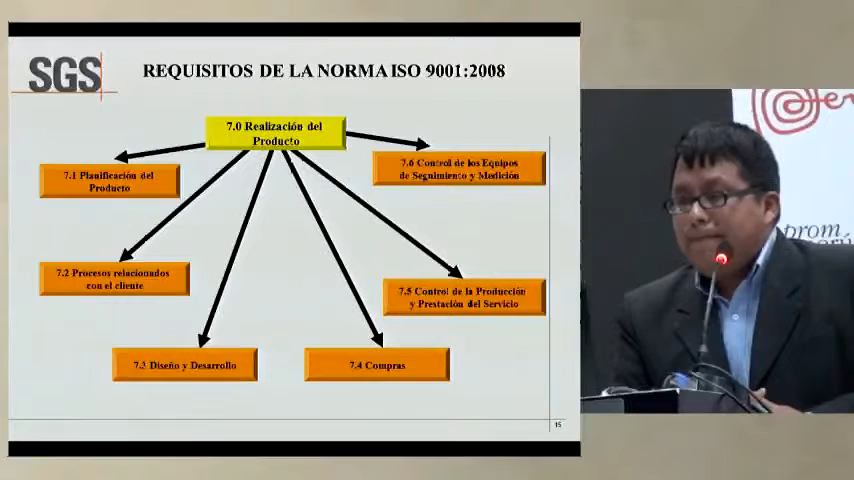 SGS
REQUISITOS DE LA NORMA ISO 9001:2008
7.0 Realización del
Producto
7.1 Planificación del
Producto
7.6 Control de los Equipos
de Seguimiento y Medición
7.2 Procesos relacionados
con el cliente
7.5 Control de la Producción
y Prestación del Servicio
7.3 Diseño y Desarrollo
7.4 Compras
15
prom